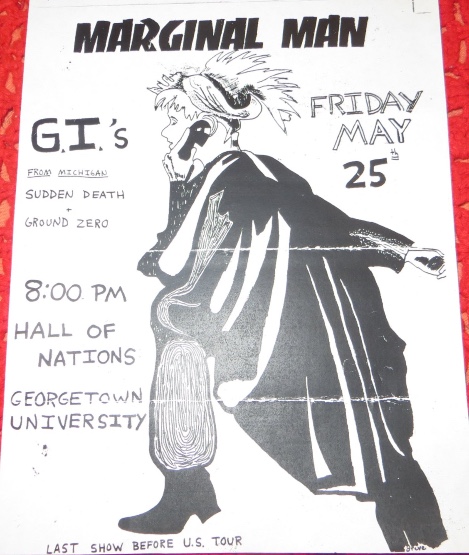 MARGINAL MAN
FRIDAY
MAY
25th
G.I.'s
FROM MICHIGAN
SUDDEN DEATH
+
GROUND ZERO
8:00 PM
HALL OF
NATIONS
GEORGETOWN
UNIVERSITY
LAST SHOW BEFORE U.S. TOUR